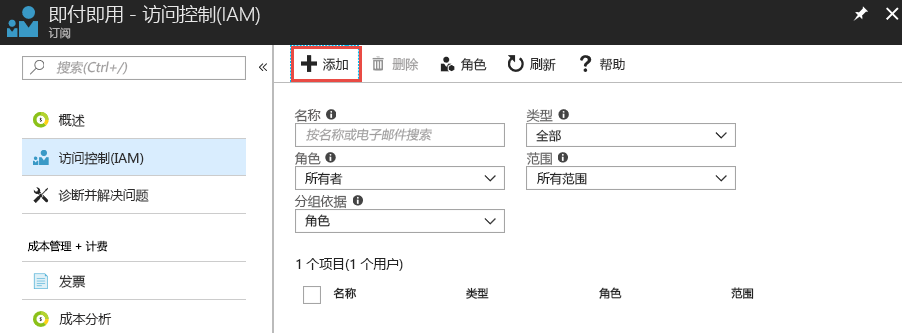 即付即用 - 访问控制(IAM)
订阅
搜索(Ctrl+/)
概述
访问控制(IAM)
诊断并解决问题
成本管理 + 计费
发票
成本分析
添加 删除 角色 刷新 帮助
名称 类型
按名称或电子邮件搜索 全部
角色 范围
所有者 所有范围
分组依据
角色
1 个项目(1 个用户)
名称 类型 角色 范围